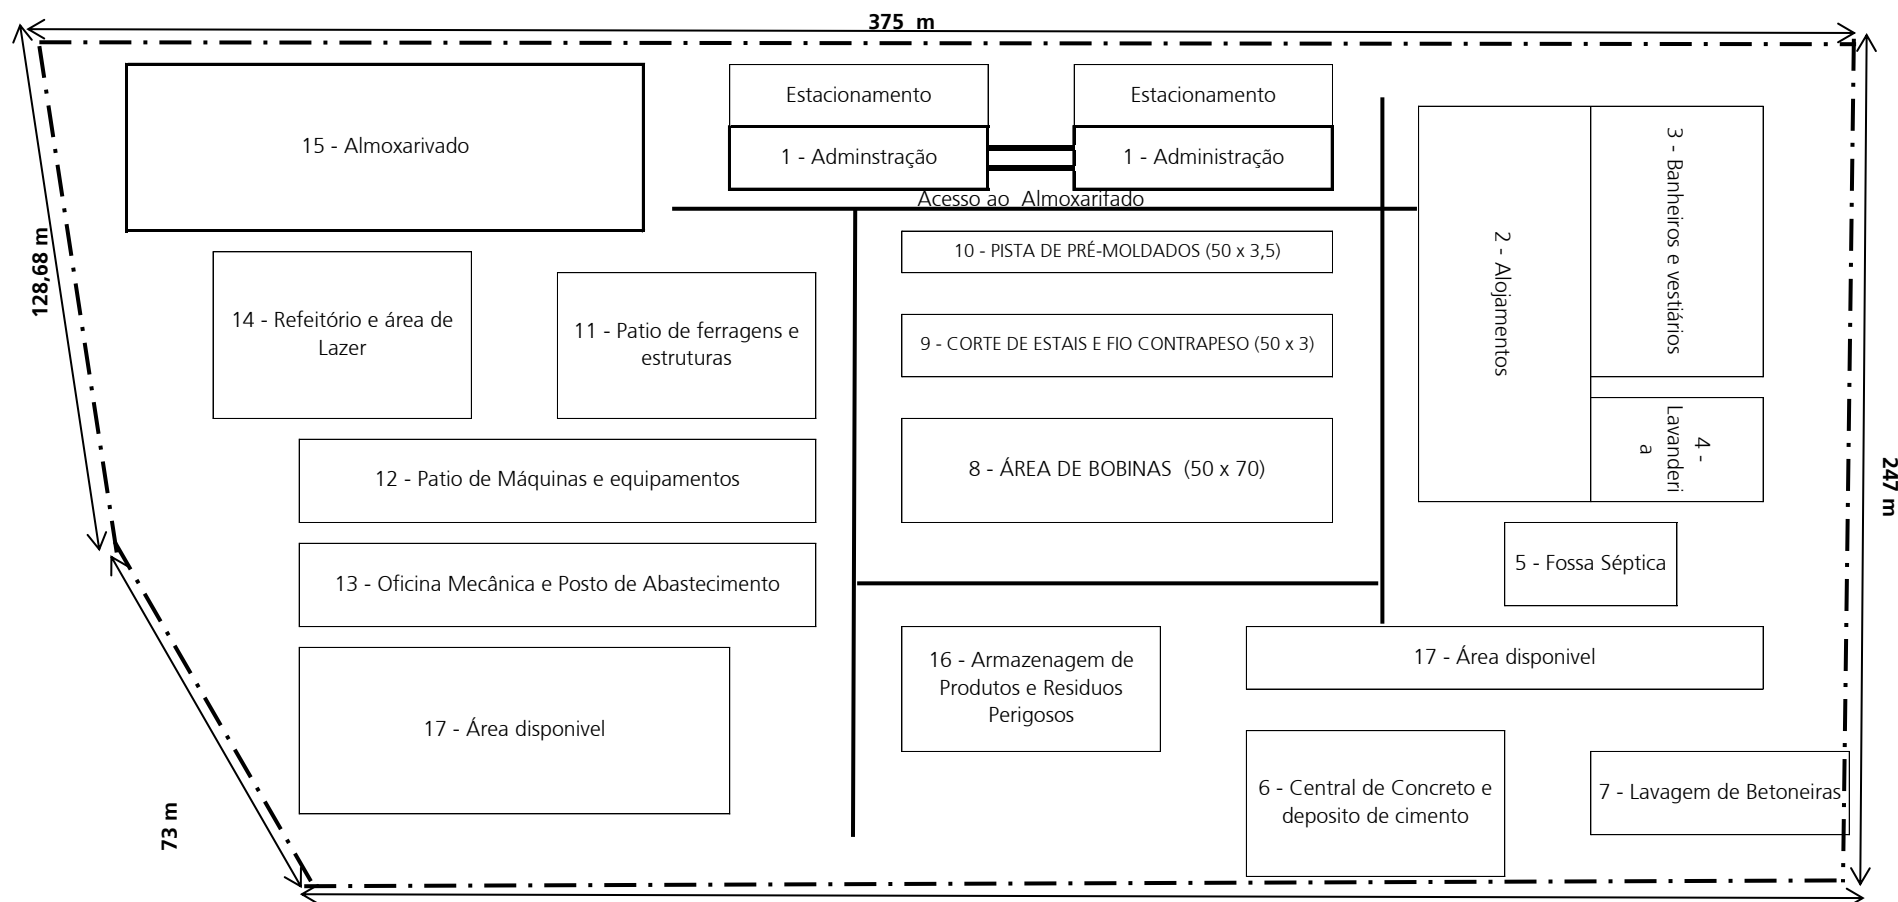 375 m
Estacionamento
Estacionamento
15 - Almoxarivado
1 - Adminstração
1 - Administração
Acesso ao Almoxarifado
3 - Banheiros e vestiários
2 - Alojamentos
128,68 m
10 - PISTA DE PRÉ-MOLDADOS (50 x 3,5)
14 - Refeitório e área de
Lazer
11 - Patio de ferragens e
estruturas
9 - CORTE DE ESTAIS E FIO CONTRAPESO (50 x 3)
4 -
Lavanderi
a
12 - Patio de Máquinas e equipamentos
8 - ÁREA DE BOBINAS (50 x 70)
247 m
13 - Oficina Mecânica e Posto de Abastecimento
5 - Fossa Séptica
16 - Armazenagem de
Produtos e Residuos
Perigosos
17 - Área disponivel
17 - Área disponivel
73 m
6 - Central de Concreto e
deposito de cimento
7 - Lavagem de Betoneiras